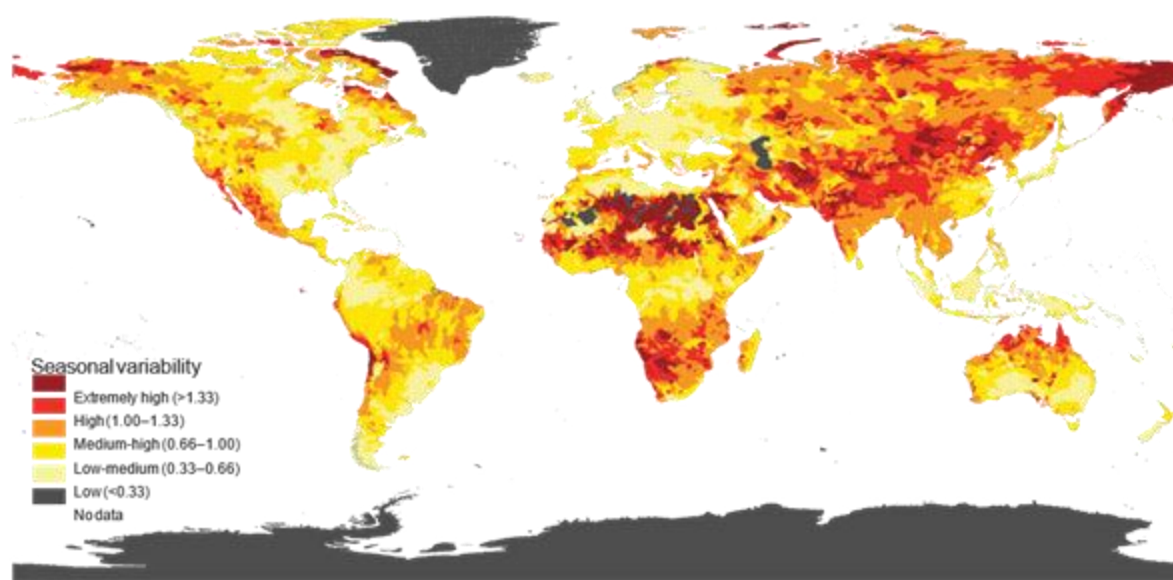 Seasonal variability
Extremely high (>1.33)
High (1.00–1.33)
Medium-high (0.66–1.00)
Low-medium (0.33–0.66)
Low (<0.33)
No data